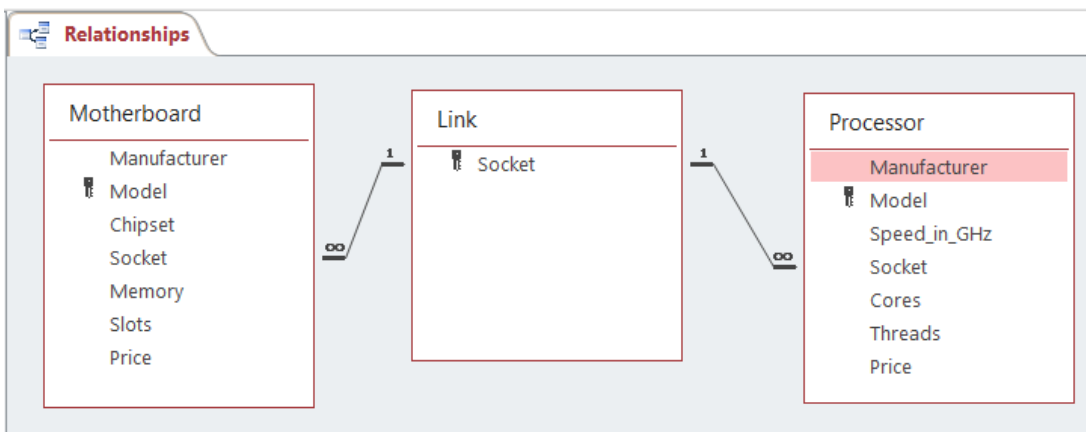 Relationships
Motherboard
Manufacturer
Model
Chipset
Socket
Memory
Slots
Price
1
∞
Link
Socket
1
∞
Processor
Manufacturer
Model
Speed_in_GHz
Socket
Cores
Threads
Price